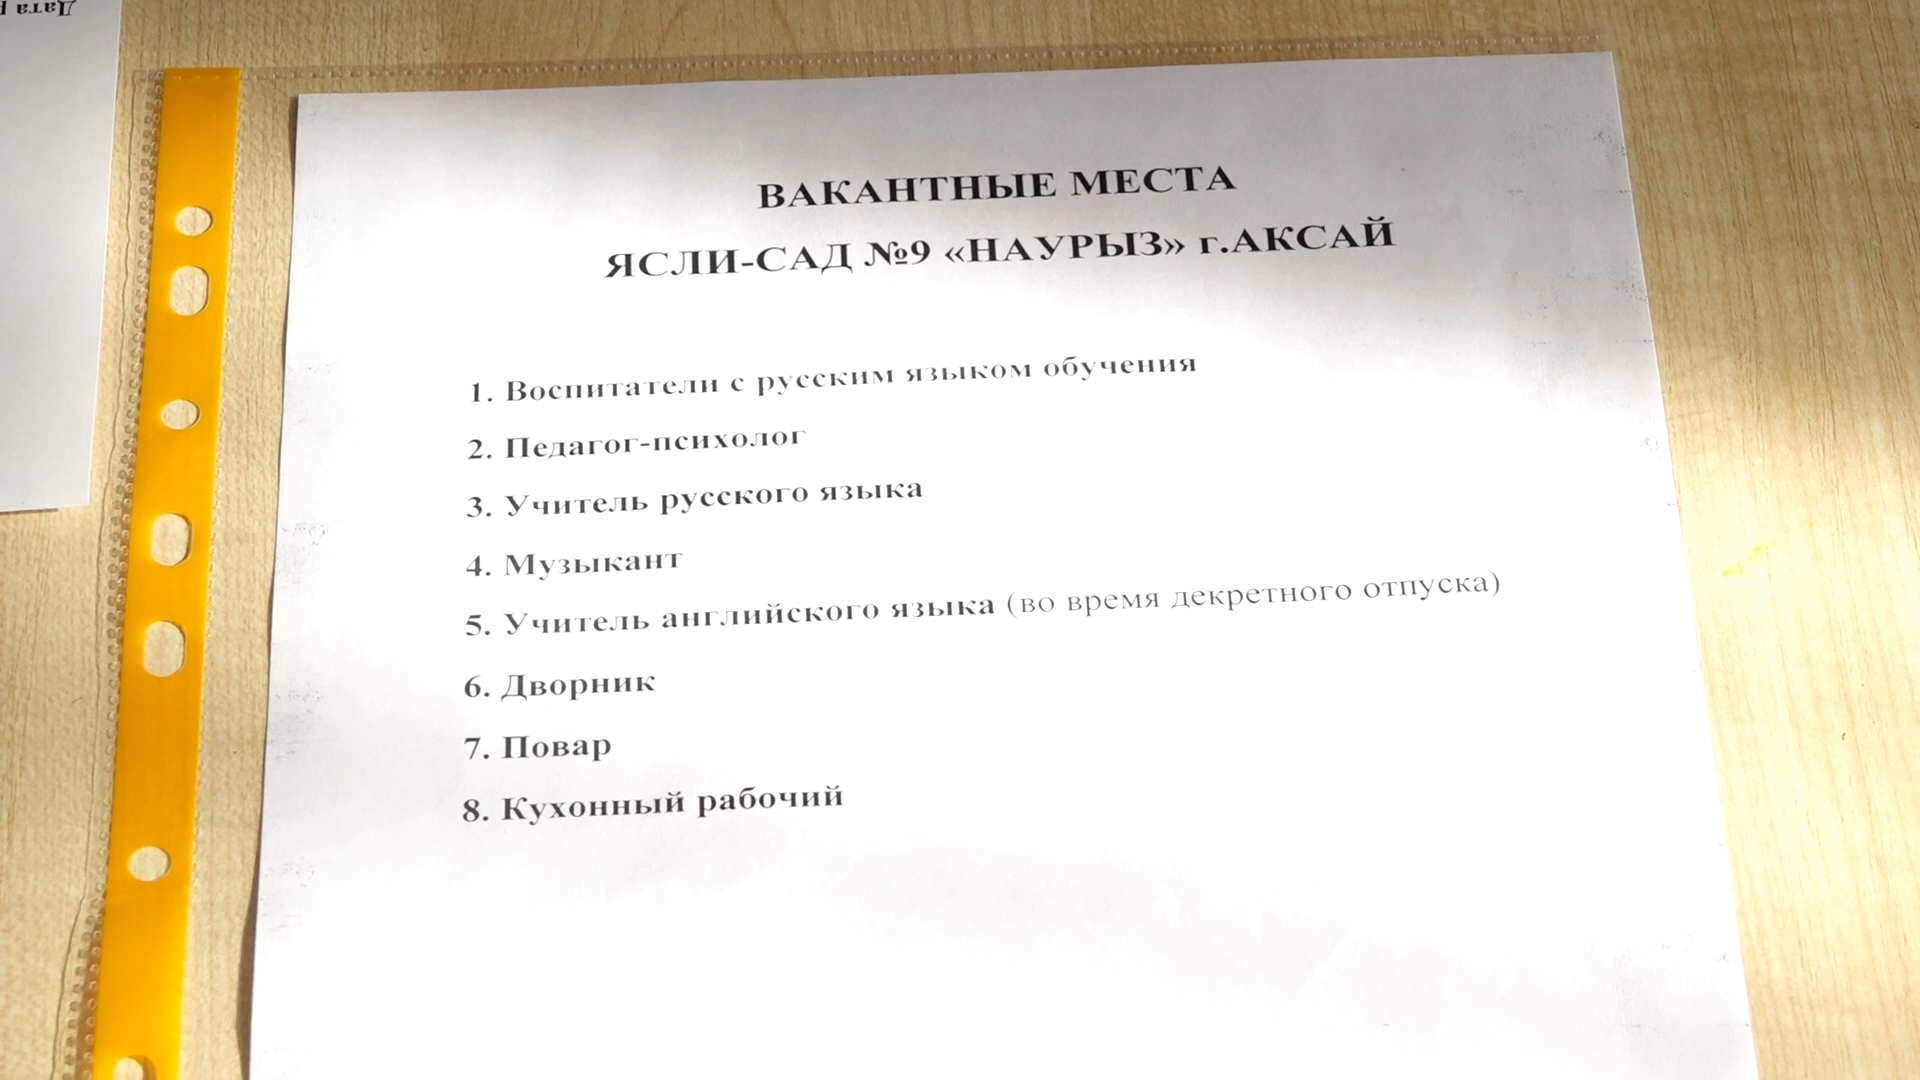 Дата
ВАКАНТНЫЕ МЕСТА
ЯСЛИ-САД №9 «НАУРЫЗ» г.АКСАЙ
1. Воспитатели с русским языком обучения
2. Педагог-психолог
3. Учитель русского языка
4. Музыкант
5. Учитель английского языка (во время декретного отпуска)
6. Дворник
7. Повар
8. Кухонный рабочий